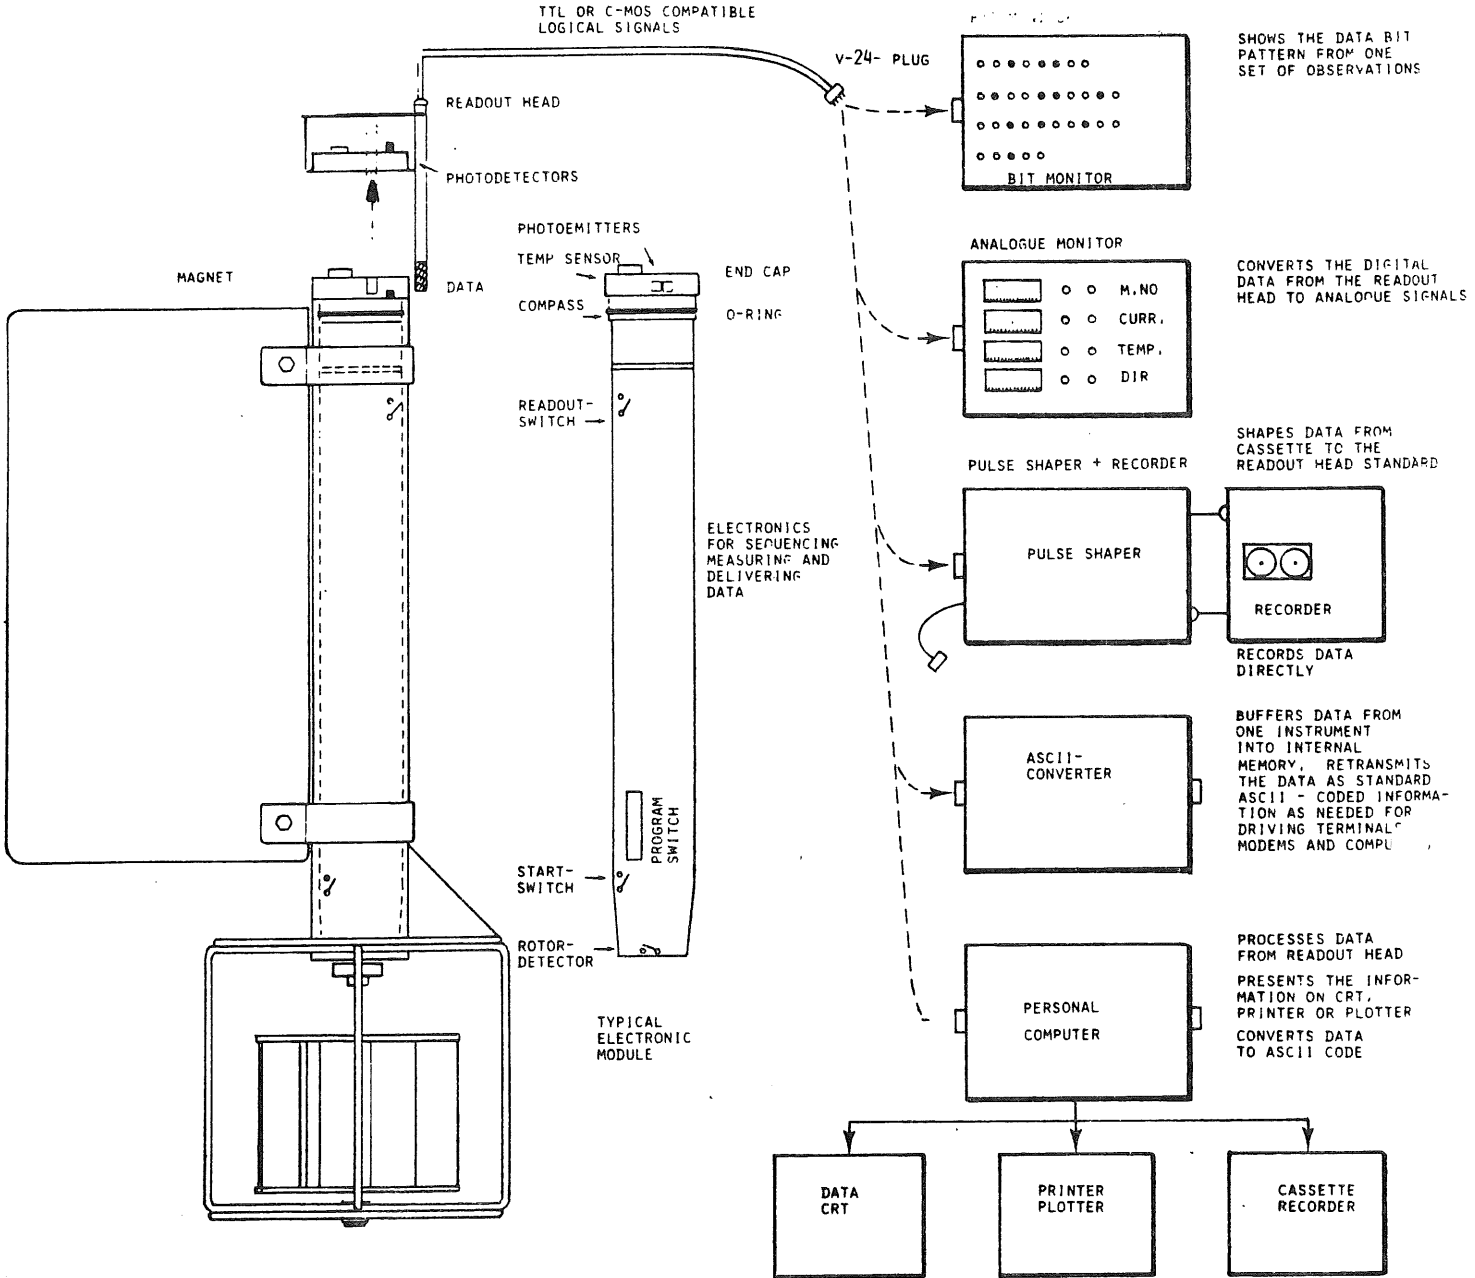 TTL OR C-MOS COMPATIBLE
LOGICAL SIGNALS
V-24- PLUG
READOUT HEAD
PHOTODETECTORS
DATA
MAGNET
PHOTOEMITTERS
TEMP SENSOR
END CAP
COMPASS
O-RING
READOUT-
SWITCH
ELECTRONICS
FOR SEQUENCING
MEASURING AND
DELIVERING
DATA
PROGRAM
SWITCH
START-
SWITCH
ROTOR-
DETECTOR
TYPICAL
ELECTRONIC
MODULE
BIT MONITOR
SHOWS THE DATA BIT
PATTERN FROM ONE
SET OF OBSERVATIONS
ANALOGUE MONITOR
M.NO
CURR.
TEMP.
DIR
CONVERTS THE DIGITAL
DATA FROM THE READOUT
HEAD TO ANALOGUE SIGNALS
PULSE SHAPER + RECORDER
PULSE SHAPER
SHAPES DATA FROM
CASSETTE TO THE
READOUT HEAD STANDARD
RECORDER
RECORDS DATA
DIRECTLY
ASCII-
CONVERTER
BUFFERS DATA FROM
ONE INSTRUMENT
INTO INTERNAL
MEMORY. RETRANSMITS
THE DATA AS STANDARD
ASCII - CODED INFORMA-
TION AS NEEDED FOR
DRIVING TERMINALS
MODEMS AND
PERSONAL
COMPUTER
PROCESSES DATA
FROM READOUT HEAD
PRESENTS THE INFOR-
MATION ON CRT,
PRINTER OR PLOTTER
CONVERTS DATA
TO ASCII CODE
DATA
CRT
PRINTER
PLOTTER
CASSETTE
RECORDER